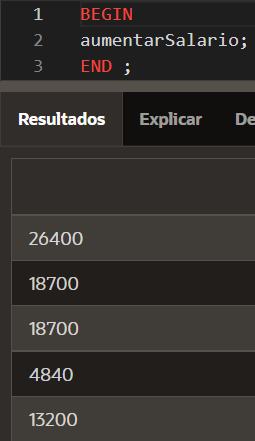 1 BEGIN
2 aumentarSalario;
3 END ;
Resultados Explicar De
26400
18700
18700
4840
13200